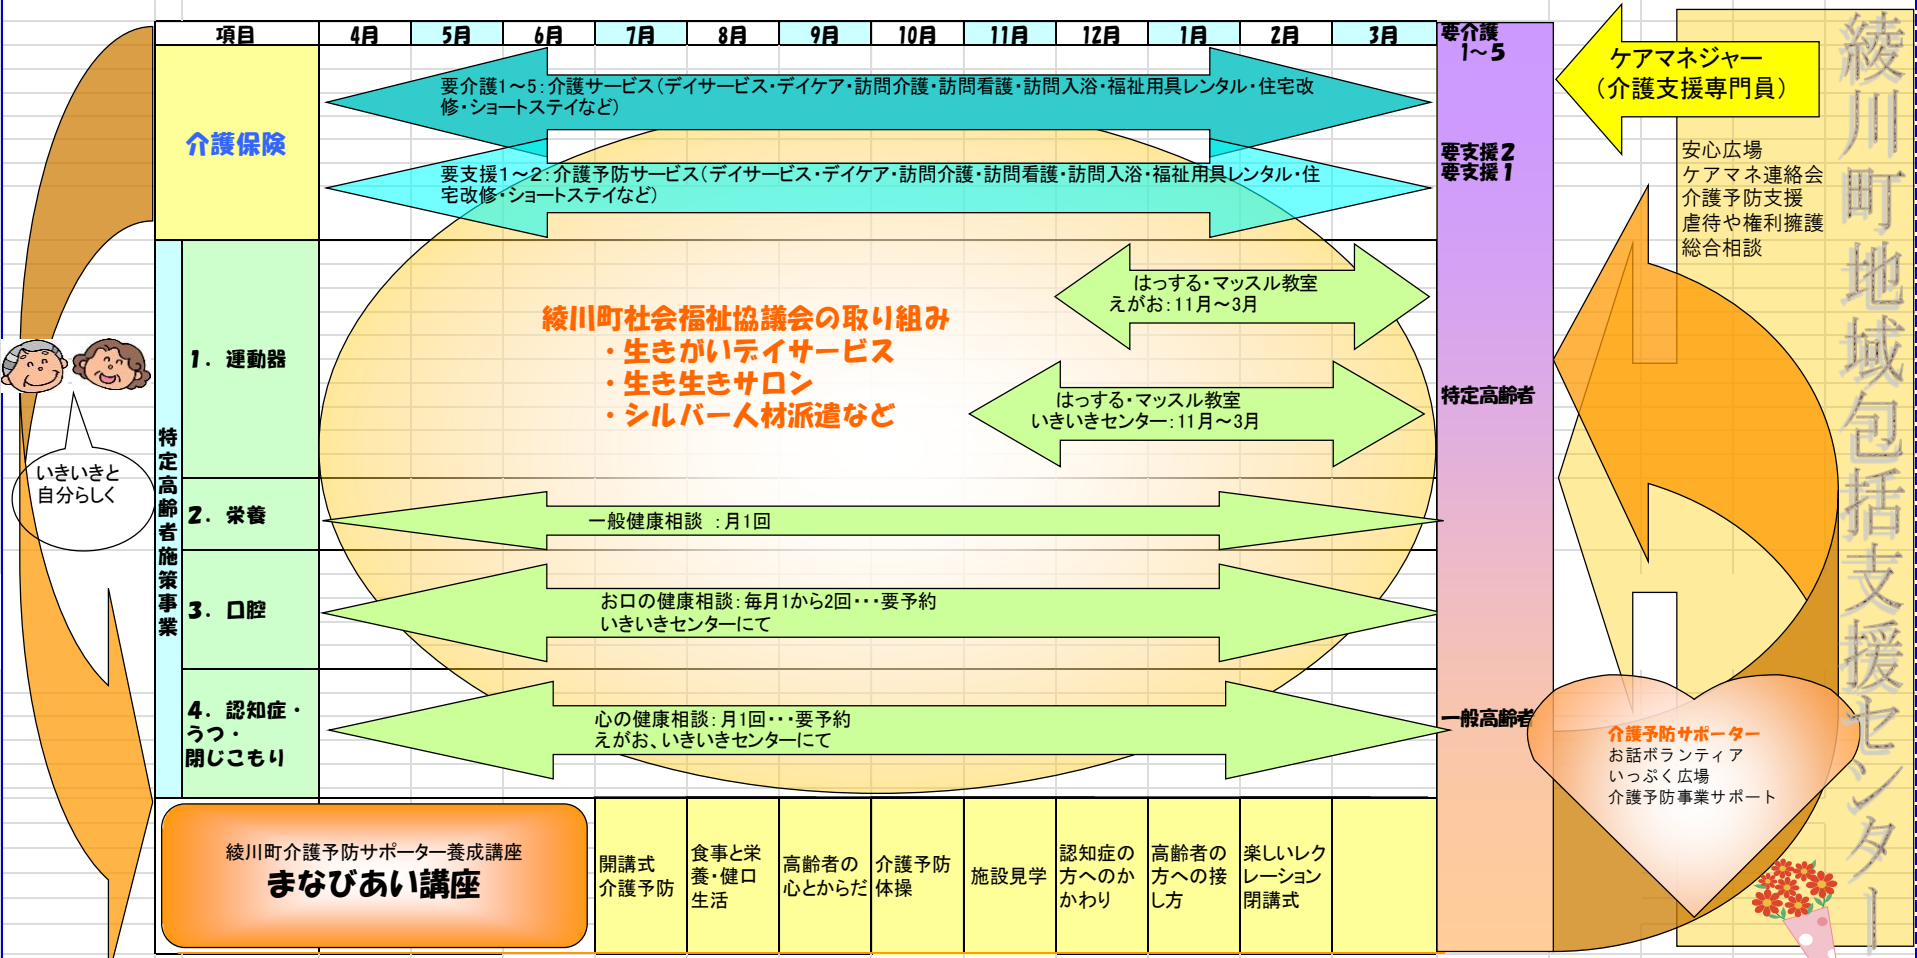 項目
4月
5月
6月
7月
8月
9月
10月
11月
12月
1月
2月
3月
介護保険
要介護1～5：介護サービス（デイサービス・デイケア・訪問介護・訪問看護・訪問入浴・福祉用具レンタル・住宅改
修・ショートステイなど）
要支援1～2：介護予防サービス（デイサービス・デイケア・訪問介護・訪問看護・訪問入浴・福祉用具レンタル・住
宅改修・ショートステイなど）
要介護
1～5
要支援2
要支援1
特定高齢者
一般高齢者
ケアマネジャー
（介護支援専門員）
安心広場
ケアマネ連絡会
介護予防支援
虐待や権利擁護
総合相談
綾川町地域包括支援センター
特定高齢者施策事業
1．運動器
2．栄養
3．口腔
4．認知症・
うつ・
閉じこもり
綾川町社会福祉協議会の取り組み
・生きがいデイサービス
・生き生きサロン
・シルバー人材派遣など
はっする・マッスル教室
えがお：11月～3月
はっする・マッスル教室
いきいきセンター：11月～3月
一般健康相談 ：月1回
お口の健康相談：毎月1から2回・・・要予約
いきいきセンターにて
心の健康相談：月1回・・・要予約
えがお、いきいきセンターにて
いきいきと
自分らしく
綾川町介護予防サポーター養成講座
まなびあい講座
開講式
介護予防
食事と栄
養・健口
生活
高齢者の
心とからだ
介護予防
体操
施設見学
認知症の
方へのか
かわり
高齢者の
方への接
し方
楽しいレク
レーション
閉講式
介護予防サポーター
お話ボランティア
いっぷく広場
介護予防事業サポート